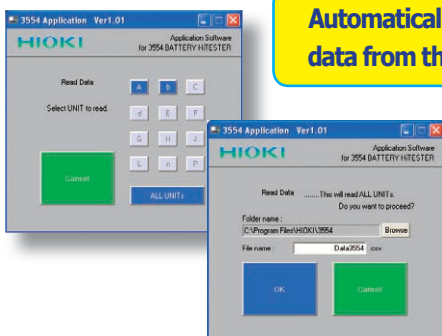 3554 Application Ver1.01
HIOKI
Application Software
for 3554 BATTERY HiTESTER
Read Data
Select UNIT to read.
A b C
d E F
G H J
L n P
Cancel
ALL UNITs
Automatical
data from th
3554 Application Ver1.01
HIOKI
Application Software
for 3554 BATTERY HiTESTER
Read Data ........This will read ALL UNITs.
Do you want to proceed?
Folder name :
C:\Program Files\HIOKI\3554
Browse
File name : Data3554 .csv
OK
Cancel